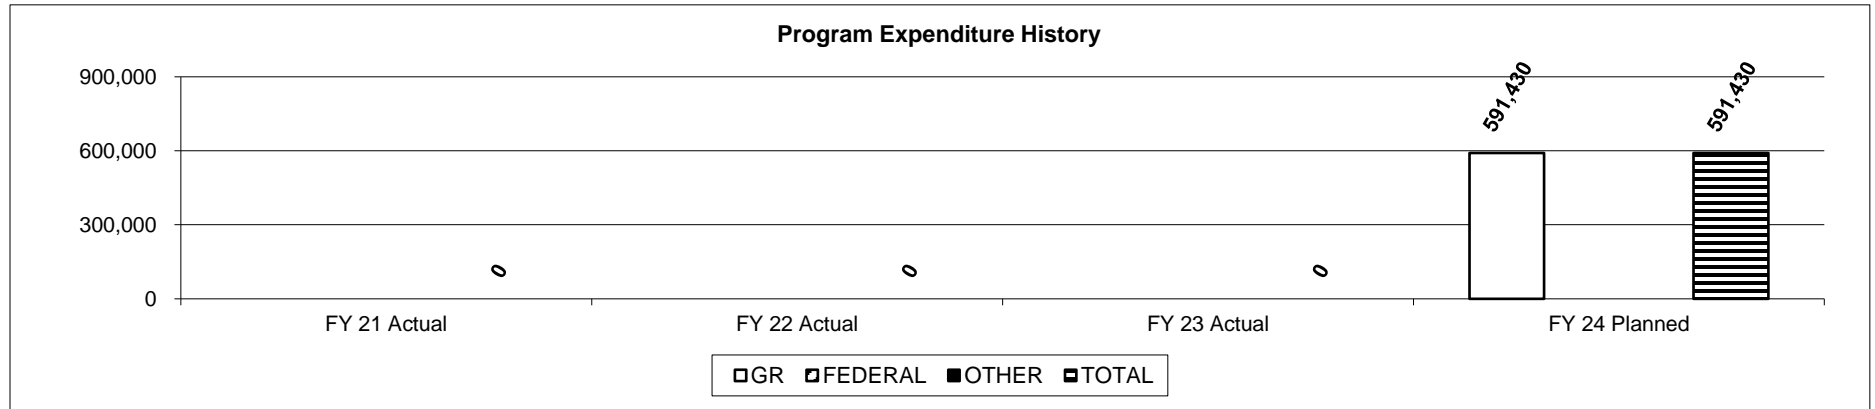 Program Expenditure History
900,000
600,000
300,000
0
591,430
591,430
0
0
0
FY 21 Actual
FY 22 Actual
FY 23 Actual
FY 24 Planned
GR FEDERAL OTHER TOTAL